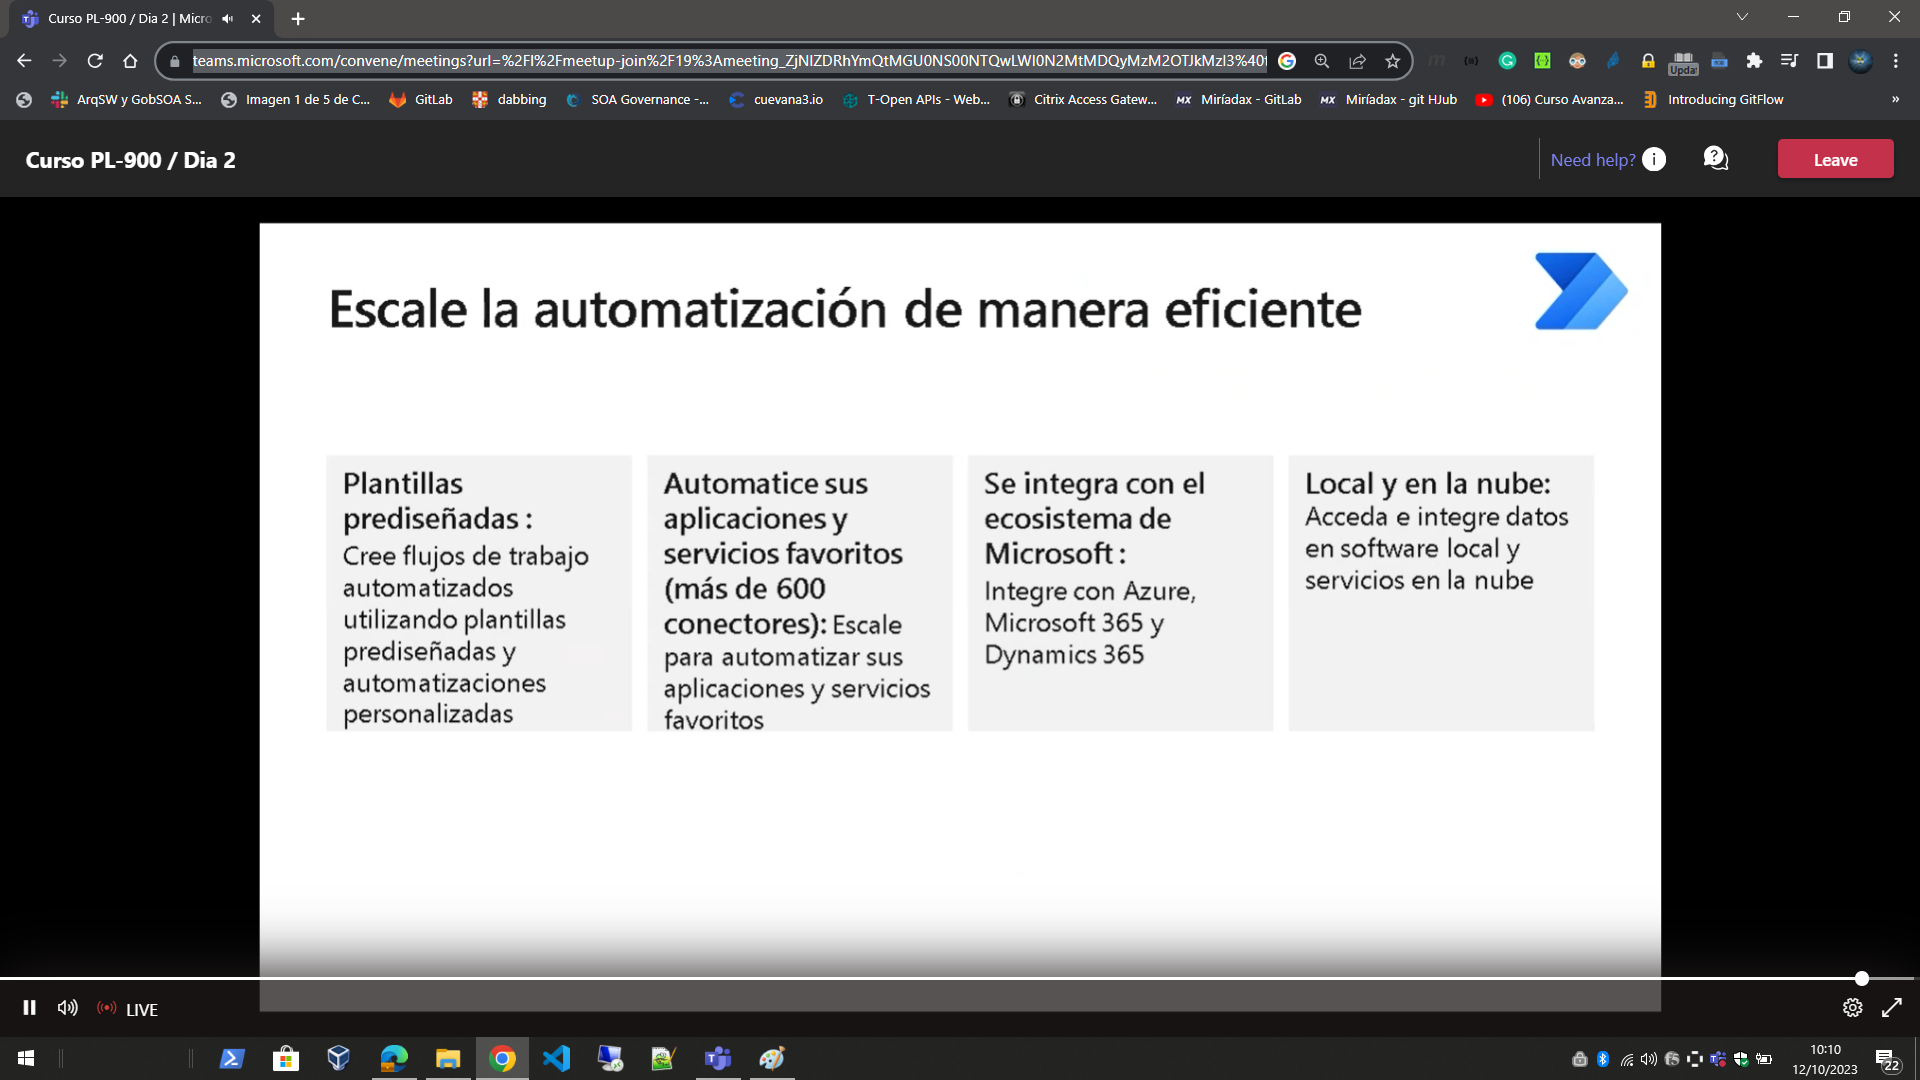 Curso PL-900 / Dia 2 | Micro
teams.microsoft.com/convene/meetings?url=%2Fl%2Fmeetup-join%2F19%3Ameeting_
ArqSW y GobSOA S...
Imagen 1 de 5 de C...
GitLab
dabbing
SOA Governance -...
cuevana3.io
T-Open APIs - Web...
Citrix Access Gatew...
Miríadax - GitLab
Miríadax - git HJub
(106) Curso Avanza...
Introducing GitFlow
»
Curso PL-900 / Dia 2
Need help?
Leave
Escale la automatización de manera eficiente
Plantillas
prediseñadas :
Cree flujos de trabajo
automatizados
utilizando plantillas
prediseñadas y
automatizaciones
personalizadas
Automatice sus
aplicaciones y
servicios favoritos
(más de 600
conectores): Escale
para automatizar sus
aplicaciones y servicios
favoritos
Se integra con el
ecosistema de
Microsoft :
Integre con Azure,
Microsoft 365 y
Dynamics 365
Local y en la nube:
Acceda e integre datos
en software local y
servicios en la nube
LIVE
10:10
12/10/2023
22